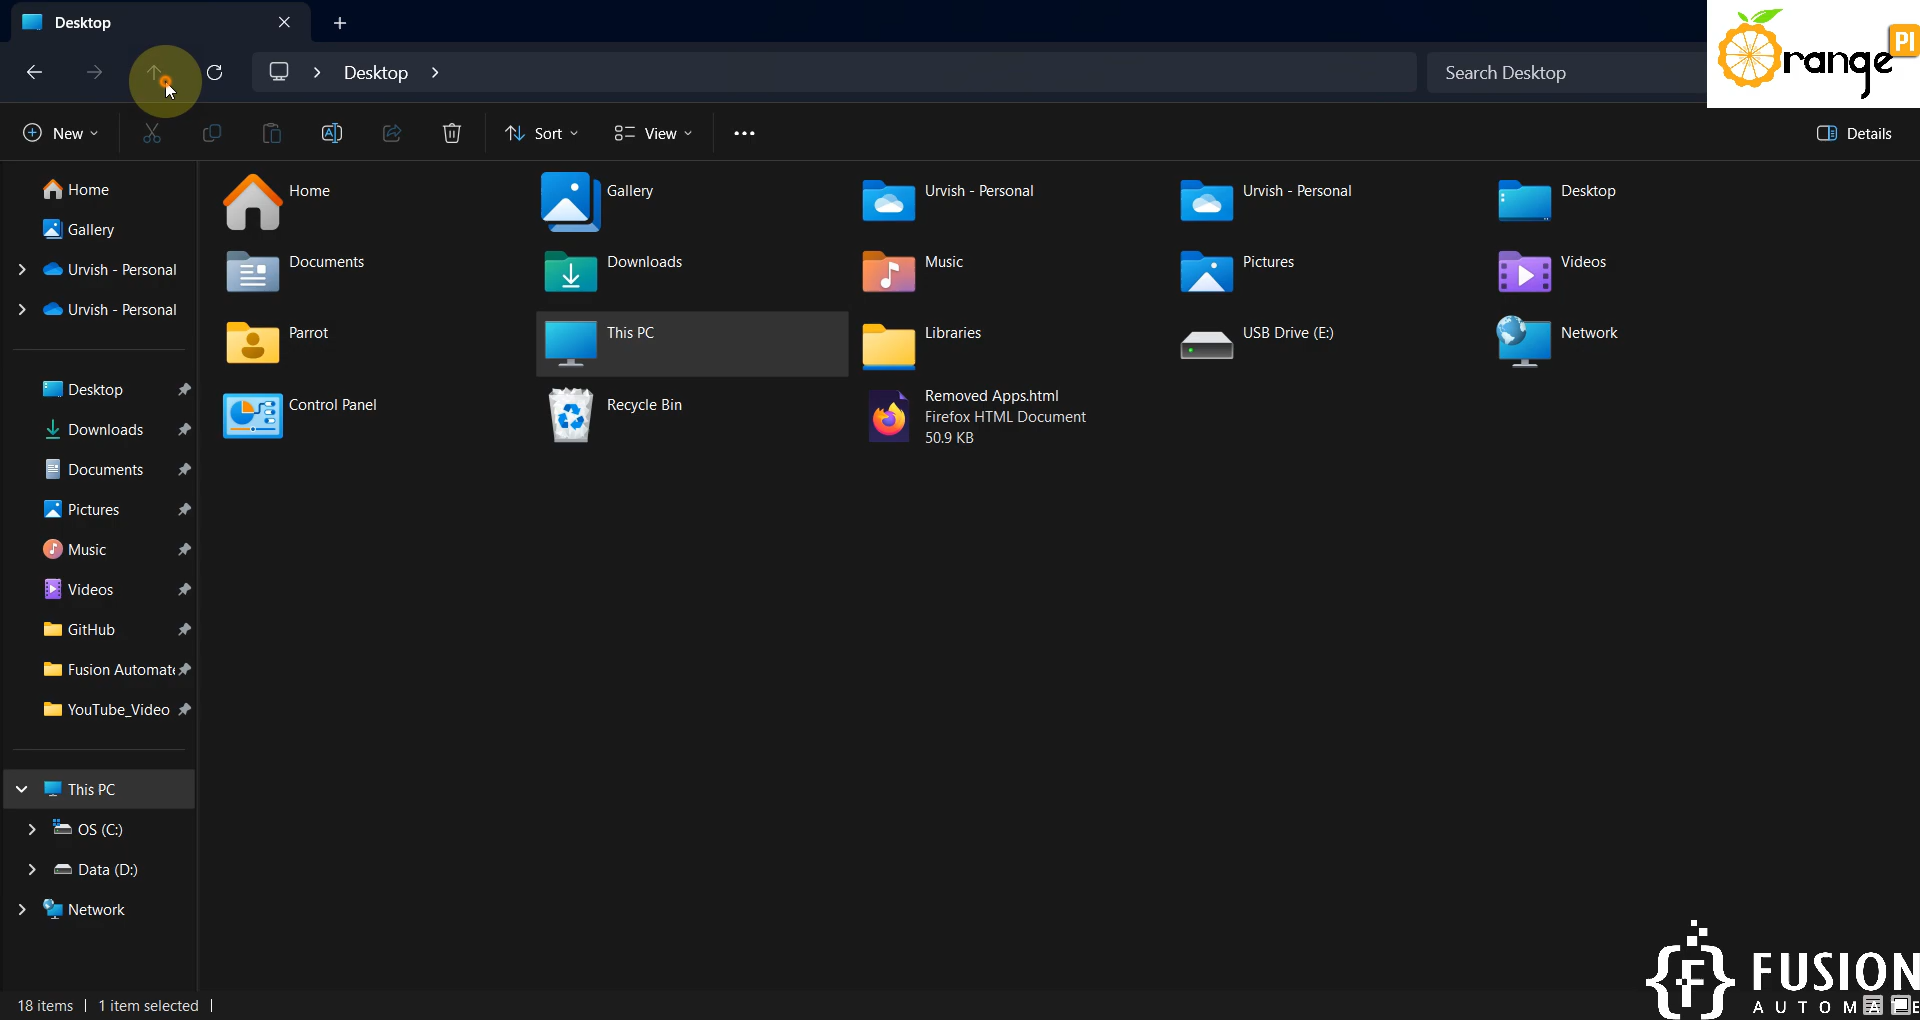 Desktop
Desktop
Search Desktop
range PI
New
Sort
View
Details
Home
Gallery
Urvish - Personal
Urvish - Personal
Desktop
Downloads
Documents
Pictures
Music
Videos
GitHub
Fusion Automat
YouTube_Video
This PC
OS (C:)
Data (D:)
Network
Home
Gallery
Urvish - Personal
Urvish - Personal
Desktop
Documents
Downloads
Music
Pictures
Videos
Parrot
This PC
Libraries
USB Drive (E:)
Network
Control Panel
Recycle Bin
Removed Apps.html
Firefox HTML Document
50.9 KB
18 items
1 item selected
F FUSION
AUTOMATE